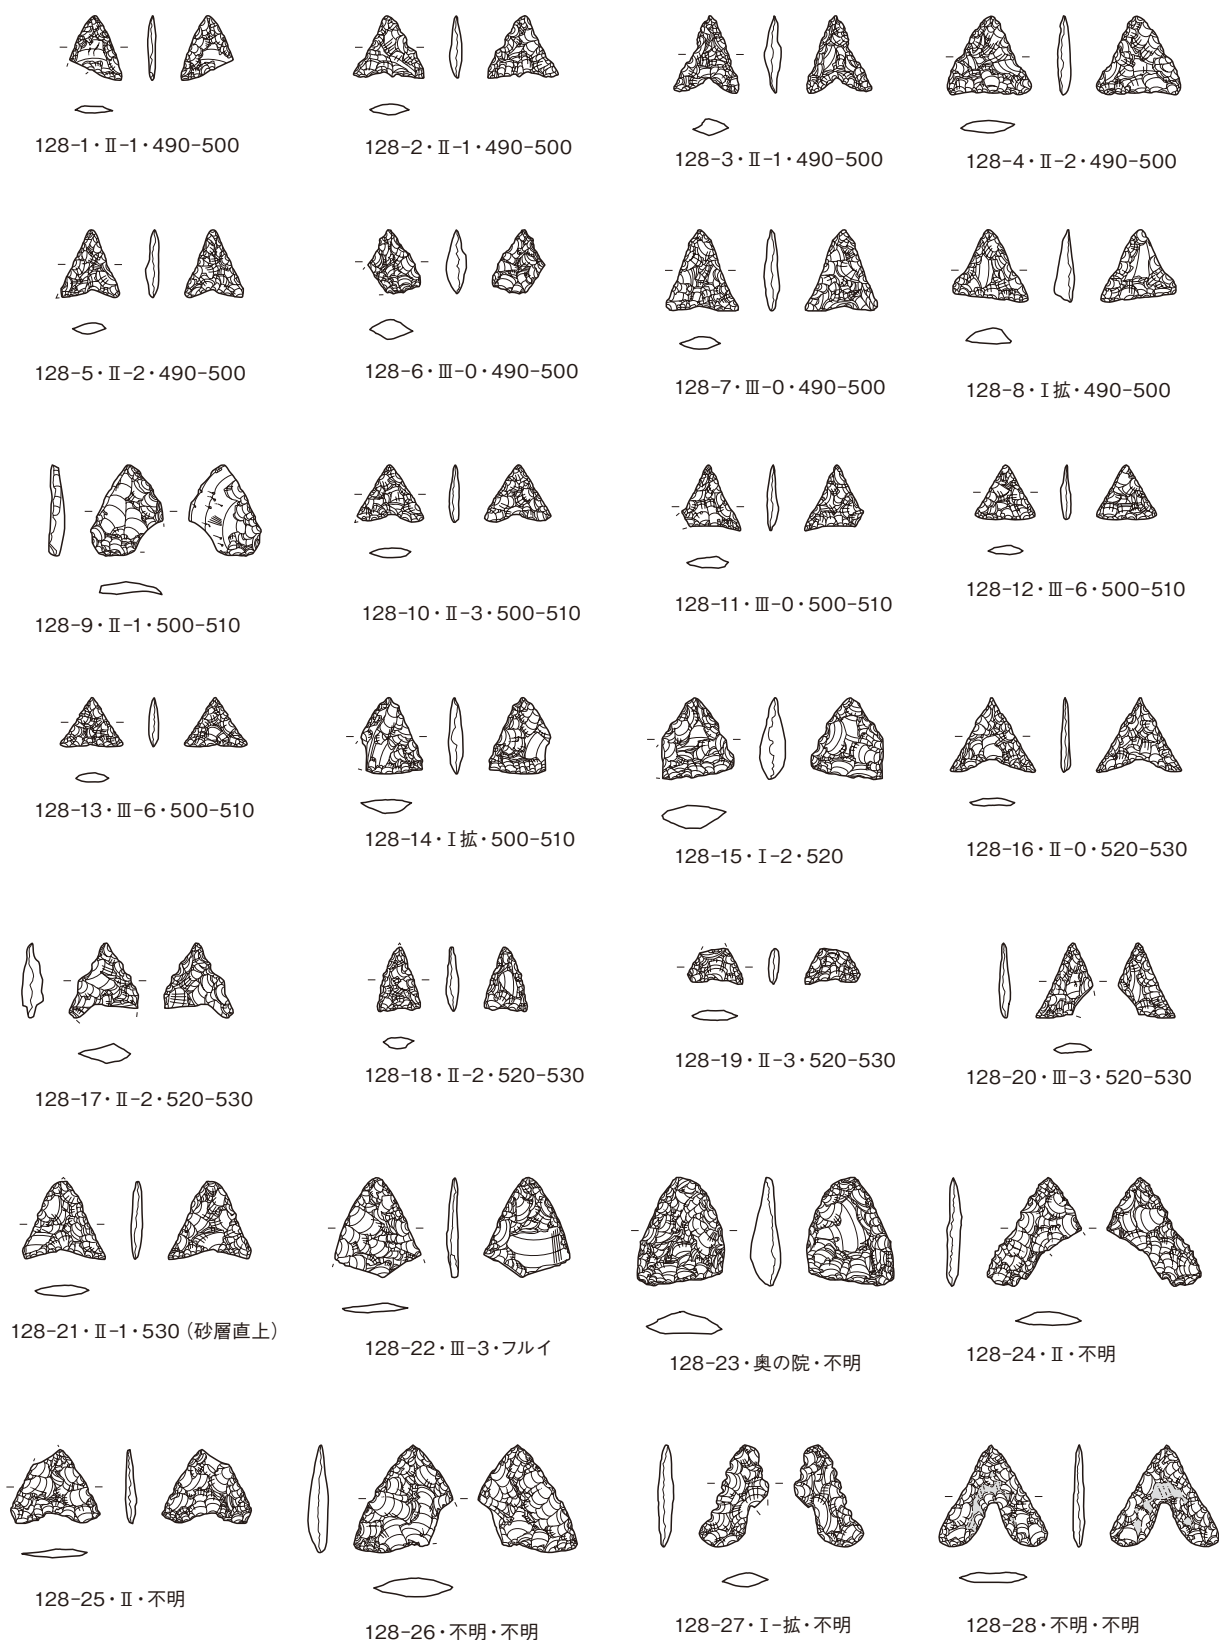 128-1・Ⅱ-1・490-500
128-2・Ⅱ-1・490-500
128-3・Ⅱ-1・490-500
128-4・Ⅱ-2・490-500
128-5・Ⅱ-2・490-500
128-6・Ⅲ-0・490-500
128-7・Ⅲ-0・490-500
128-8・Ⅰ拡・490-500
128-9・Ⅱ-1・500-510
128-10・Ⅱ-3・500-510
128-11・Ⅲ-0・500-510
128-12・Ⅲ-6・500-510
128-13・Ⅲ-6・500-510
128-14・Ⅰ拡・500-510
128-15・Ⅰ-2・520
128-16・Ⅱ-0・520-530
128-17・Ⅱ-2・520-530
128-18・Ⅱ-2・520-530
128-19・Ⅱ-3・520-530
128-20・Ⅲ-3・520-530
128-21・Ⅱ-1・530（砂層直上）
128-22・Ⅲ-3・フルイ
128-23・奥の院・不明
128-24・Ⅱ・不明
128-25・Ⅱ・不明
128-26・不明・不明
128-27・Ⅰ-拡・不明
128-28・不明・不明